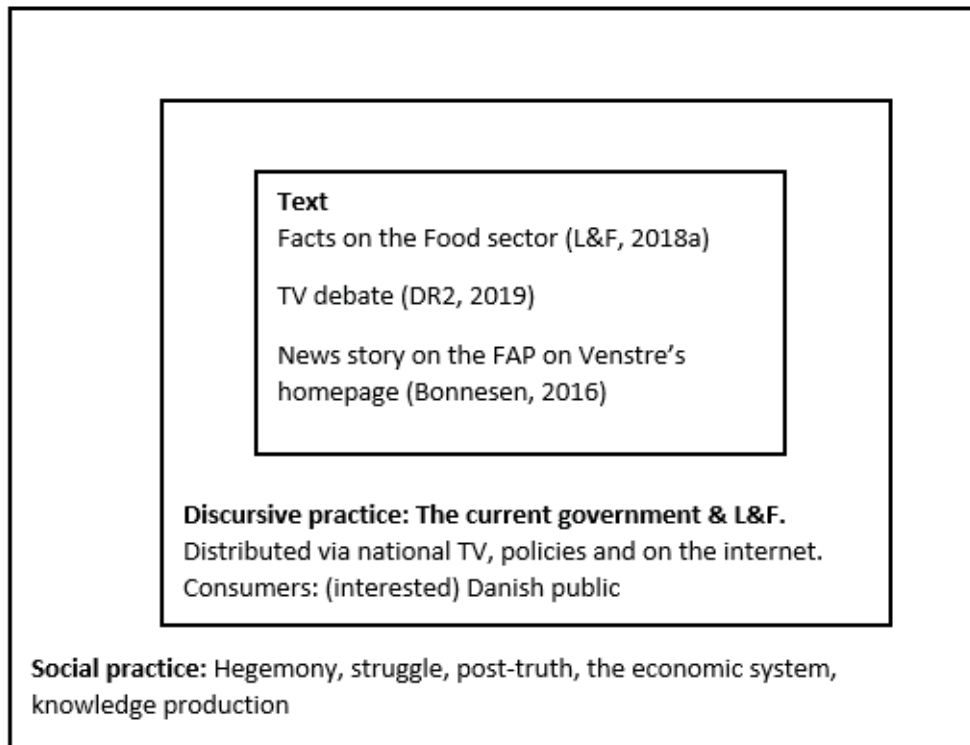 Text
Facts on the Food sector (L&F, 2018a)
TV debate (DR2, 2019)
News story on the FAP on Venstre’s
homepage (Bonnesen, 2016)
Discursive practice: The current government & L&F.
Distributed via national TV, policies and on the internet.
Consumers: (interested) Danish public
Social practice: Hegemony, struggle, post-truth, the economic system,
knowledge production